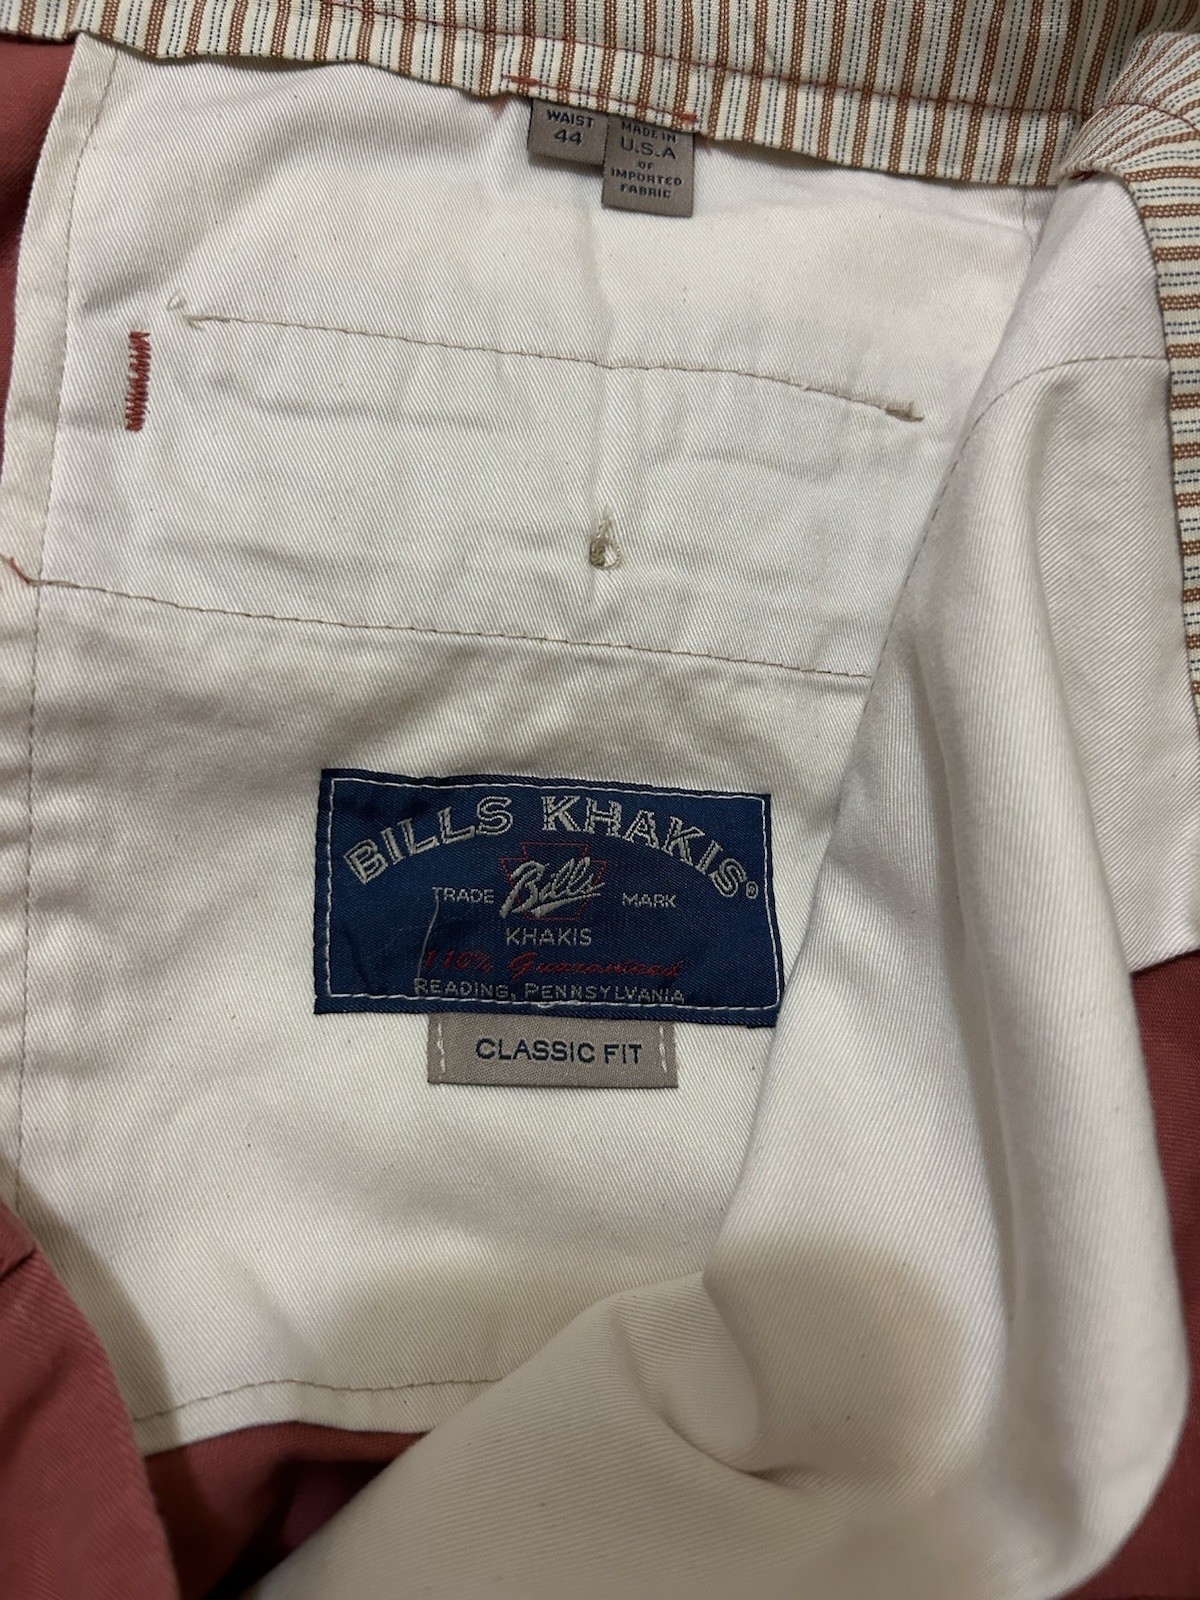 WAIST
44
MADE IN
U.S.A
OF
IMPORTED
FABRIC
BILLS KHAKIS®
TRADE Bills MARK
KHAKIS
110% Guaranteed
READING, PENNSYLVANIA
CLASSIC FIT